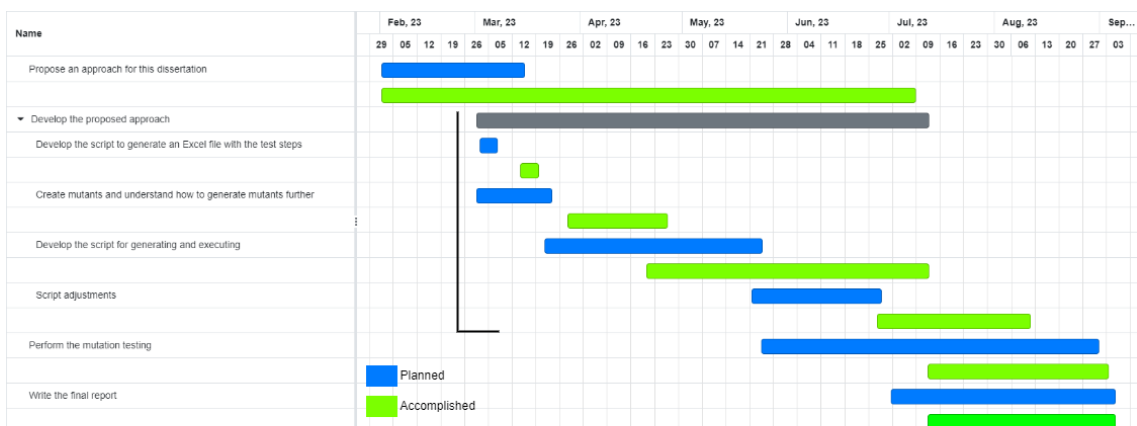 Name
Feb, 23 Mar, 23 Apr, 23 May, 23 Jun, 23 Jul, 23 Aug, 23 Sep...
29 05 12 19 26 05 12 19 26 02 09 16 23 30 07 14 21 28 04 11 18 25 02 09 16 23 30 06 13 20 27 03
Propose an approach for this dissertation
Develop the proposed approach
Develop the script to generate an Excel file with the test steps
Create mutants and understand how to generate mutants further
Develop the script for generating and executing
Script adjustments
Perform the mutation testing
Planned
Write the final report
Accomplished